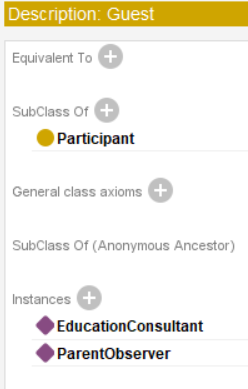 Description: Guest
Equivalent To
SubClass Of
Participant
General class axioms
SubClass Of (Anonymous Ancestor)
Instances
EducationConsultant
ParentObserver